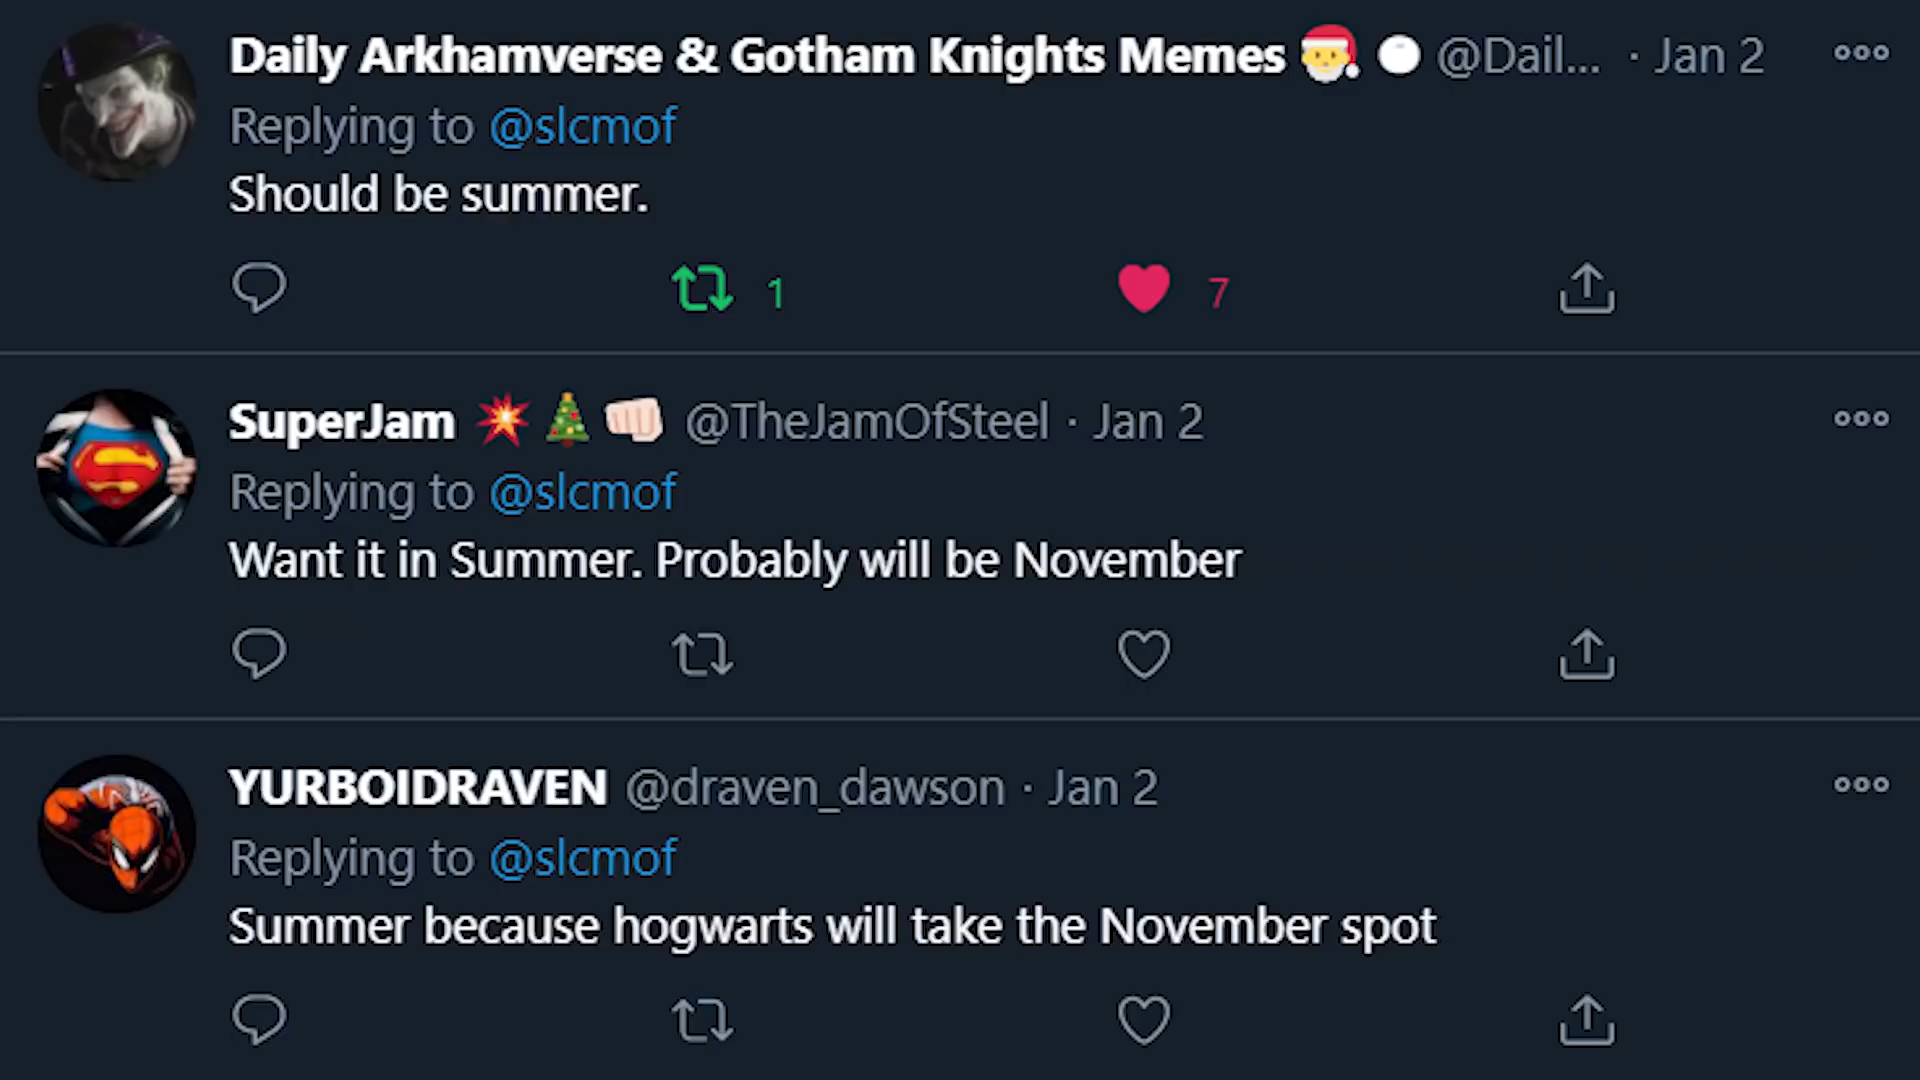 Daily Arkhamverse & Gotham Knights Memes 🎅 ⚪ @Dail... · Jan 2
Replying to @slcmof
Should be summer.
1 7
SuperJam 💥🎄👊🏻 @TheJamOfSteel · Jan 2
Replying to @slcmof
Want it in Summer. Probably will be November
YURBOIDRAVEN @draven_dawson · Jan 2
Replying to @slcmof
Summer because hogwarts will take the November spot